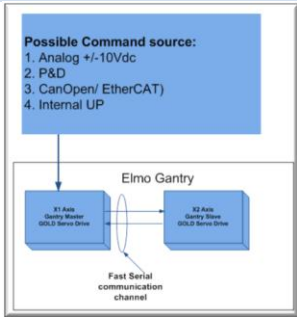 Possible Command source:
1. Analog +/-10Vdc
2. P&D
3. CanOpen/ EtherCAT)
4. Internal UP
Elmo Gantry
X1 Axis
Gantry Master
GOLD Servo Drive
X2 Axis
Gantry Slave
GOLD Servo Drive
Fast Serial
communication
channel